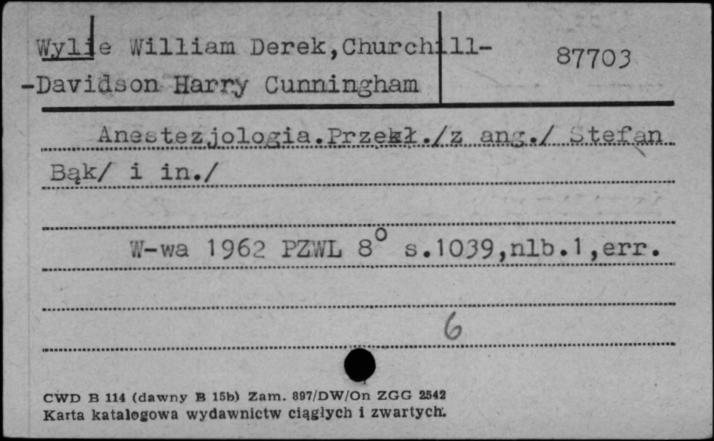 Wylie William Derek,Churchill-
87703
-Davidson Harry Cunningham
Anestezjologia.Przekł./z ang./ Stefan
Bąk/ i in./
W-wa 1962 PZWL 8° s.1039,nlb.1,err.
6
CWD B 114 (dawny B 15b) Zam. 897/DW/On ZGG 2542
Karta katalogowa wydawnictw ciągłych i zwartych.